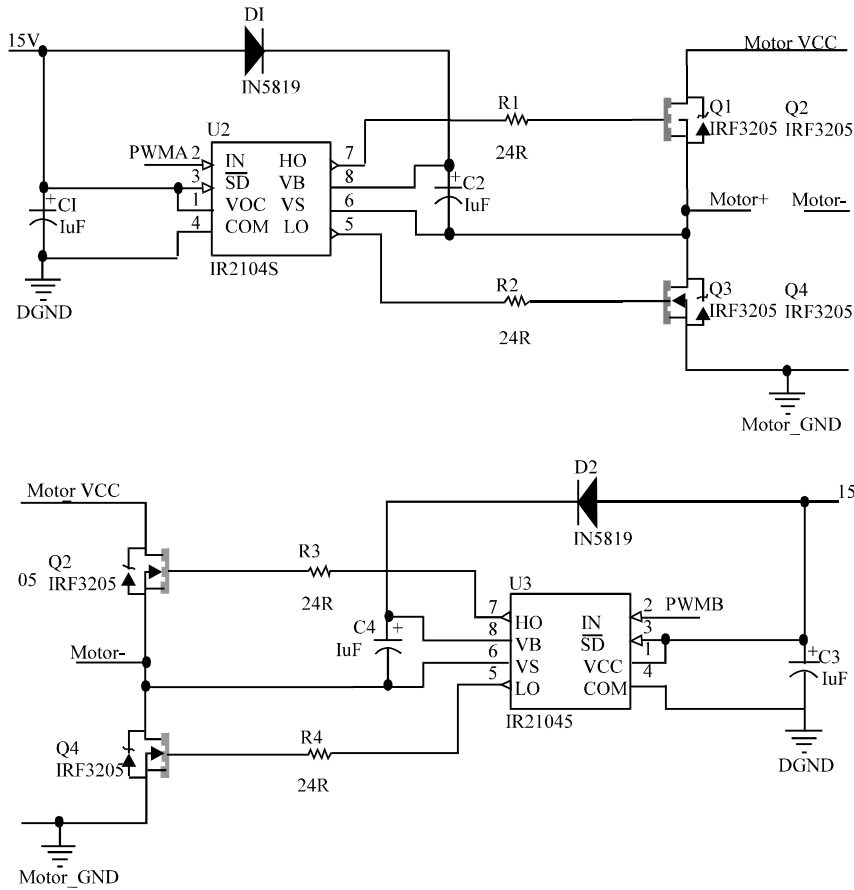 DI
15V
Motor VCC
IN5819
R1
Q1
Q2
U2
IRF3205
IRF3205
24R
PWMA
2
IN
HO
7
3
SD
VB
8
C2
1
VOC
VS
6
IuF
Motor+
Motor-
CI
4
COM
LO
5
IuF
IR2104S
R2
Q3
Q4
DGND
IRF3205
IRF3205
24R
Motor_GND
D2
Motor VCC
15
IN5819
R3
Q2
U3
05
IRF3205
24R
7
HO
IN
2
PWMB
C4
8
VB
SD
3
IuF
6
VS
VCC
1
Motor-
5
LO
COM
4
C3
IuF
IR21045
R4
Q4
IRF3205
DGND
24R
Motor_GND